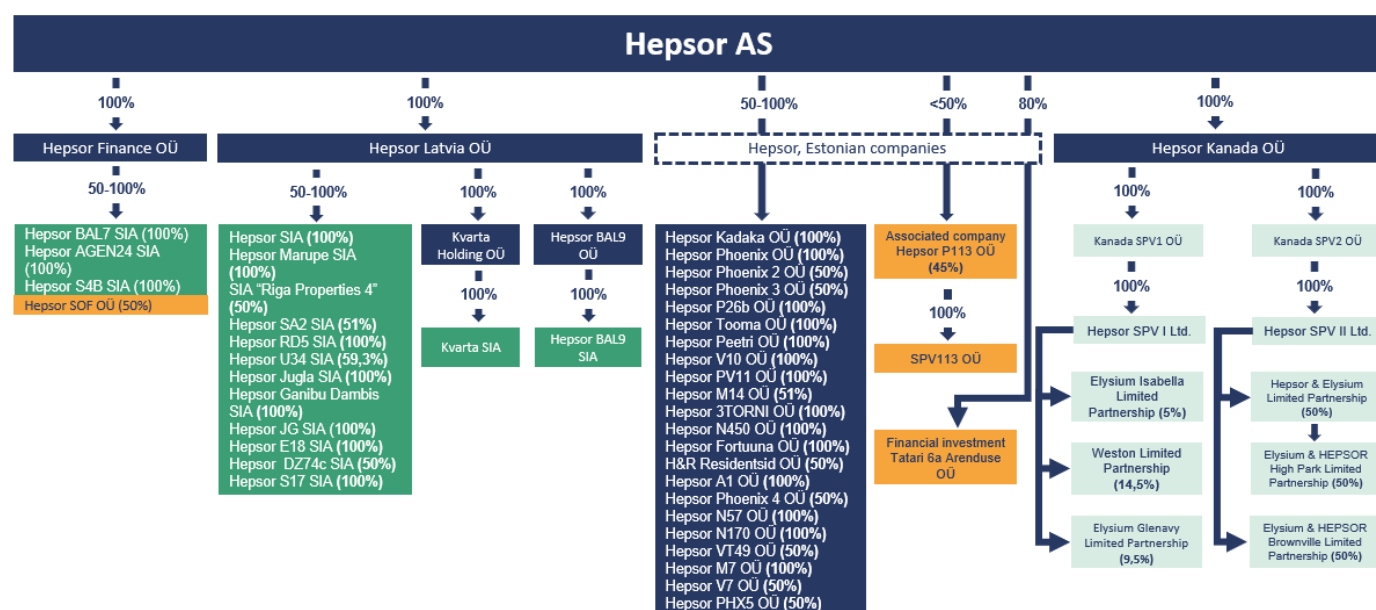 Hepsor AS
100%
100%
50-100%
<50%
80%
100%
Hepsor Finance OÜ
Hepsor Latvia OÜ
Hepsor, Estonian companies
Hepsor Kanada OÜ
50-100%
50-100%
100%
100%
100%
100%
Hepsor BAL7 SIA (100%)
Hepsor AGEN24 SIA
(100%)
Hepsor S4B SIA (100%)
Hepsor SOF OÜ (50%)
Hepsor SIA (100%)
Hepsor Marupe SIA
(100%)
SIA “Riga Properties 4”
(50%)
Hepsor SA2 SIA (51%)
Hepsor RD5 SIA (100%)
Hepsor U34 SIA (59,3%)
Hepsor Jugla SIA (100%)
Hepsor Ganibu Dambis
SIA (100%)
Hepsor JG SIA (100%)
Hepsor E18 SIA (100%)
Hepsor DZ74c SIA (50%)
Hepsor S17 SIA (100%)
Kvarta
Holding OÜ
100%
Kvarta SIA
Hepsor BAL9
OÜ
100%
Hepsor BAL9
SIA
Hepsor Kadaka OÜ (100%)
Hepsor Phoenix OÜ (100%)
Hepsor Phoenix 2 OÜ (50%)
Hepsor Phoenix 3 OÜ (50%)
Hepsor P26b OÜ (100%)
Hepsor Tooma OÜ (100%)
Hepsor Peetri OÜ (100%)
Hepsor V10 OÜ (100%)
Hepsor PV11 OÜ (100%)
Hepsor M14 OÜ (51%)
Hepsor 3TORNI OÜ (100%)
Hepsor N450 OÜ (100%)
Hepsor Fortuuna OÜ (100%)
H&R Residentsid OÜ (50%)
Hepsor A1 OÜ (100%)
Hepsor Phoenix 4 OÜ (50%)
Hepsor N57 OÜ (100%)
Hepsor N170 OÜ (100%)
Hepsor VT49 OÜ (50%)
Hepsor M7 OÜ (100%)
Hepsor V7 OÜ (50%)
Hepsor PHX5 OÜ (50%)
Associated company
Hepsor P113 OÜ
(45%)
100%
SPV113 OÜ
Financial investment
Tatari 6a Arenduse
OÜ
Kanada SPV1 OÜ
100%
Hepsor SPV I Ltd.
Elysium Isabella
Limited
Partnership (5%)
Weston Limited
Partnership
(14,5%)
Elysium Glenavy
Limited Partnership
(9,5%)
Kanada SPV2 OÜ
100%
Hepsor SPV II Ltd.
Hepsor & Elysium
Limited Partnership
(50%)
Elysium & HEPSOR
High Park Limited
Partnership (50%)
Elysium & HEPSOR
Brownville Limited
Partnership (50%)